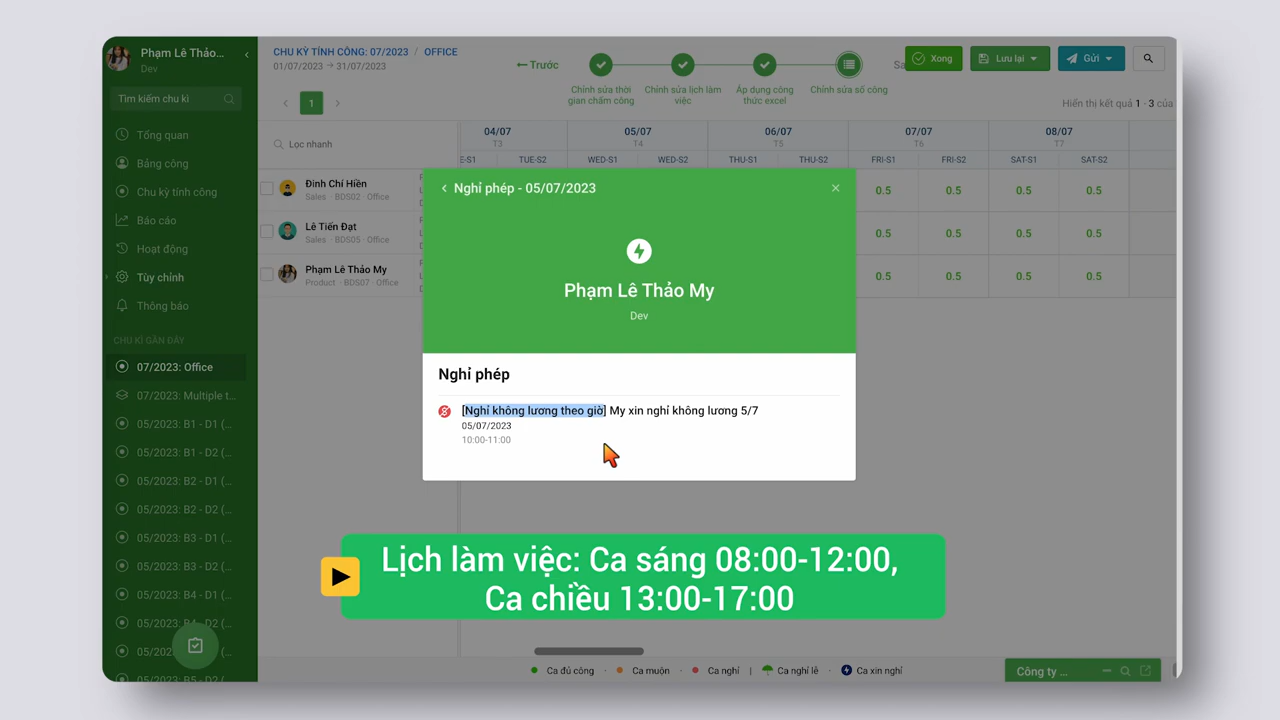 Phạm Lê Thảo...
Dev
Tìm kiếm chu kì
Tổng quan
Bảng công
Chu kỳ tính công
Báo cáo
Hoạt động
Tùy chỉnh
Thông báo
CHU KÌ GẦN ĐÂY
07/2023: Office
07/2023: Multiple t...
05/2023: B1 - D1 (...
05/2023: B1 - D2 (...
05/2023: B2 - D1 (...
05/2023: B2 - D2 (...
05/2023: B3 - D1 (...
05/2023: B3 - D2 (...
05/2023: B4 - D1 (...
05/2023: B4 - D2 (...
05/202
05/2023: B5 - D2 (...
CHU KỲ TÍNH CÔNG: 07/2023 / OFFICE
01/07/2023 → 31/07/2023
← Trước
Chỉnh sửa thời gian chấm công
Chỉnh sửa lịch làm việc
Áp dụng công thức excel
Chỉnh sửa số công
Sa
Xong
Lưu lại
Gửi
1
Hiển thị kết quả 1 - 3 của
Lọc nhanh
04/07 05/07 06/07 07/07 08/07
T3 T4 T5 T6 T7
E-S1 TUE-S2 WED-S1 WED-S2 THU-S1 THU-S2 FRI-S1 FRI-S2 SAT-S1 SAT-S2
Đinh Chí Hiền
Sales · BDS02 · Office
0.5 0.5 0.5 0.5
Lê Tiến Đạt
Sales · BDS05 · Office
0.5 0.5 0.5 0.5
Phạm Lê Thảo My
Product · BDS07 · Office
0.5 0.5 0.5 0.5
Nghỉ phép - 05/07/2023
Phạm Lê Thảo My
Dev
Nghỉ phép
[Nghỉ không lương theo giờ] My xin nghỉ không lương 5/7
05/07/2023
10:00-11:00
Lịch làm việc: Ca sáng 08:00-12:00,
Ca chiều 13:00-17:00
Ca đủ công · Ca muộn · Ca nghỉ | Ca nghỉ lễ · Ca xin nghỉ
Công ty ...